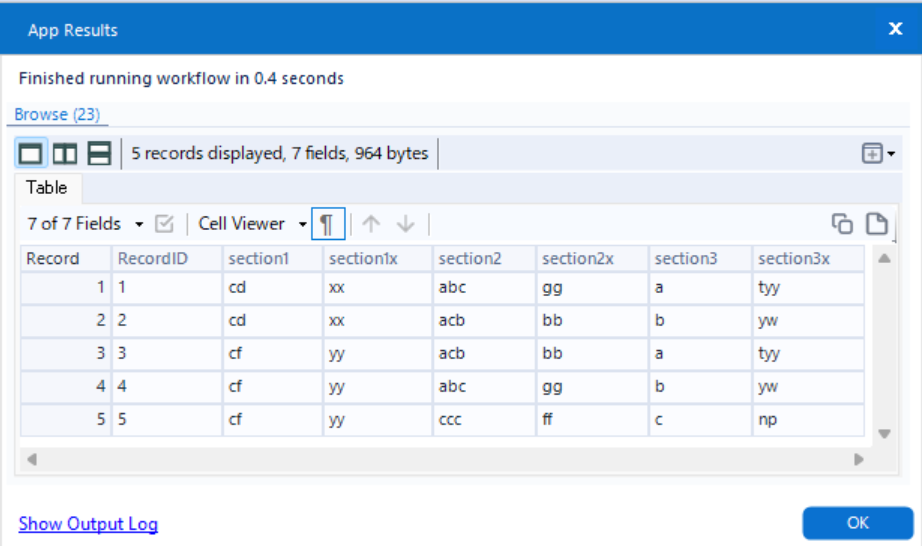 App Results
Finished running workflow in 0.4 seconds
Browse (23)
5 records displayed, 7 fields, 964 bytes
Table
7 of 7 Fields Cell Viewer ¶
Record RecordID section1 section1x section2 section2x section3 section3x
1 1 cd xx abc gg a tyy
2 2 cd xx acb bb b yw
3 3 cf yy acb bb a tyy
4 4 cf yy abc gg b yw
5 5 cf yy ccc ff c np
Show Output Log OK